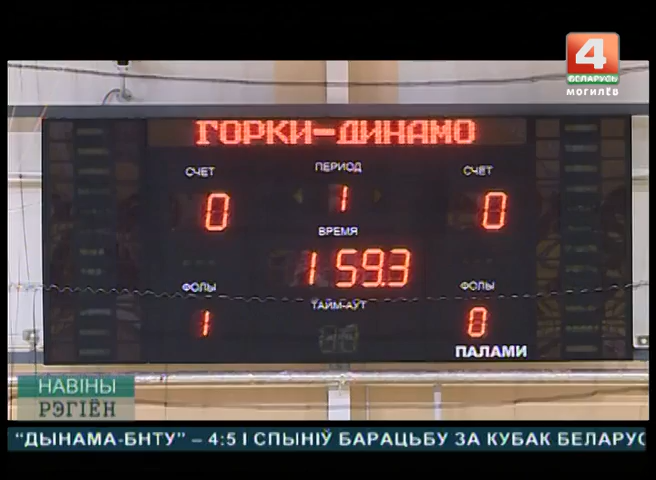 4
БЕЛАРУСЬ
МОГИЛЁВ
ГОРКИ-ДИНАМО
СЧЕТ ПЕРИОД СЧЕТ
0 1 0
ВРЕМЯ
1 59.3
ФОЛЫ ФОЛЫ
ТАЙМ-АУТ
1 0
ПАЛАМИ
НАВІНЫ
РЭГІЁН
"ДЫНАМА-БНТУ" – 4:5 І СПЫНІЎ БАРАЦЬБУ ЗА КУБАК БЕЛАРУС